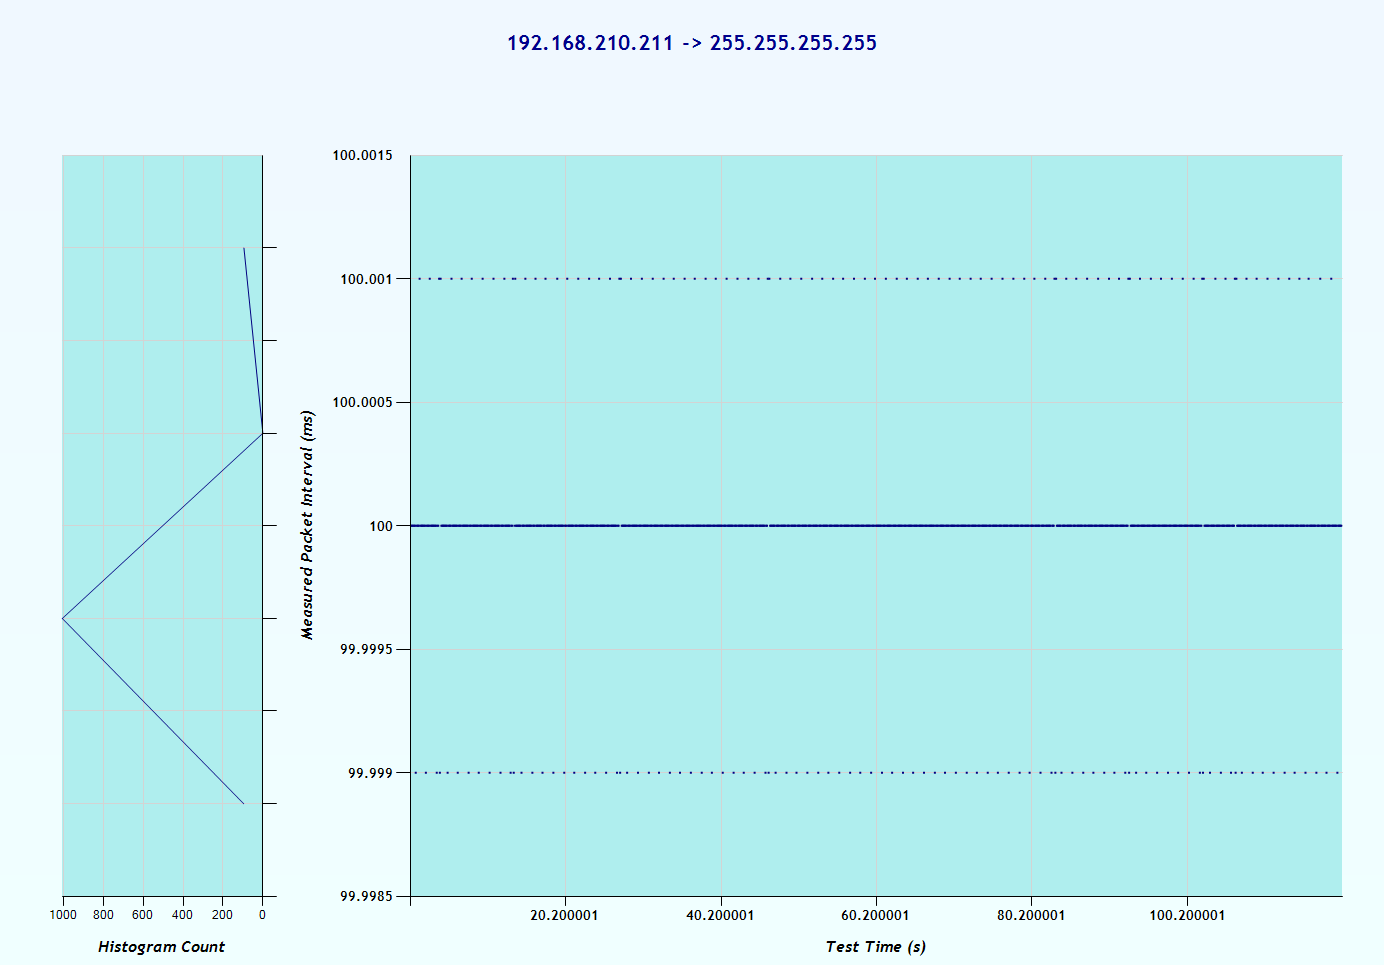 192.168.210.211 -> 255.255.255.255
100.0015
100.001
100.0005
100
99.9995
99.999
99.9985
Measured Packet Interval (ms)
1000 800 600 400 200 0
20.200001 40.200001 60.200001 80.200001 100.200001
Histogram Count
Test Time (s)